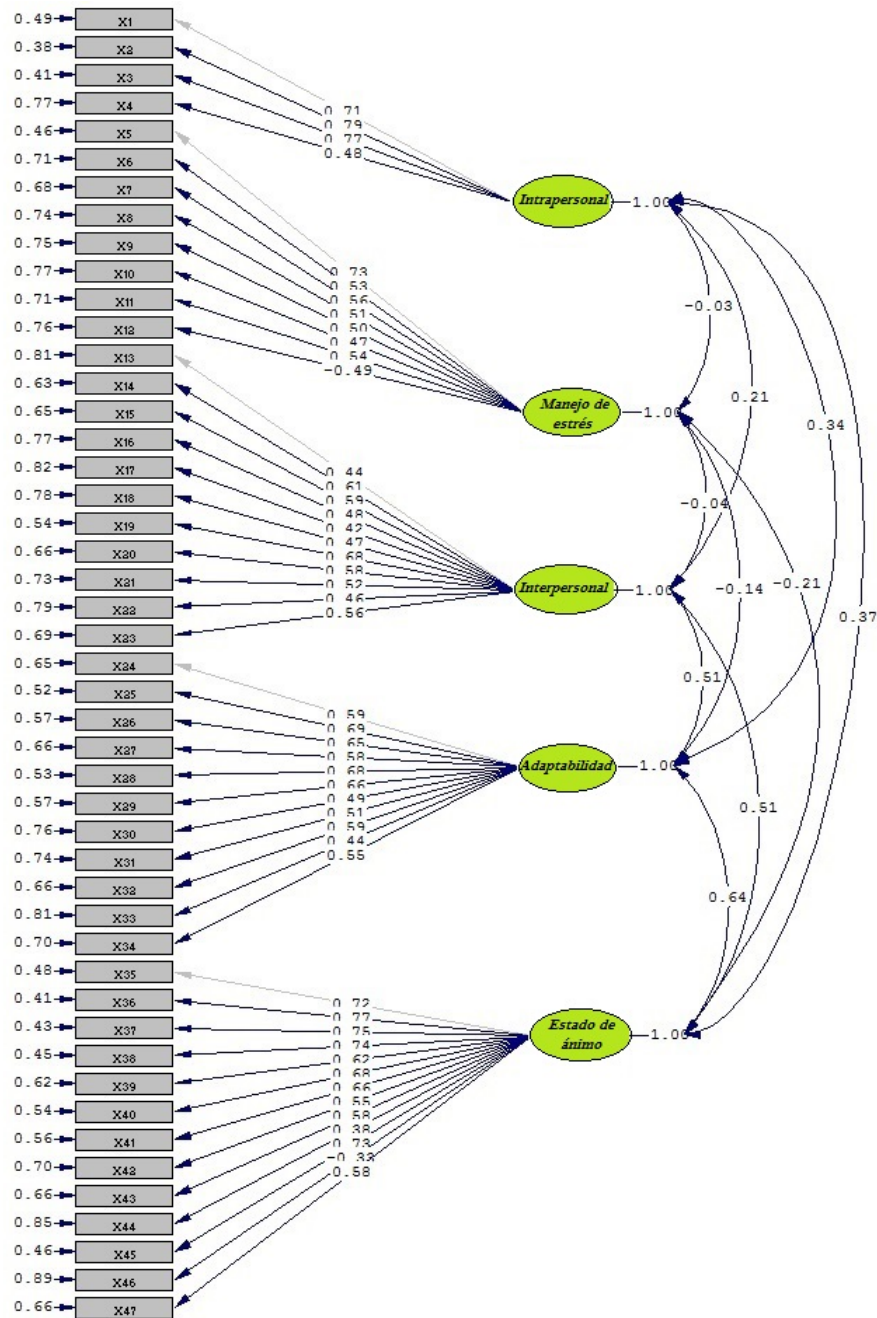 0.49 X1
0.38 X2
0.41 X3
0.77 X4
0.46 X5
0.71 X6
0.68 X7
0.74 X8
0.75 X9
0.77 X10
0.71 X11
0.76 X12
0.81 X13
0.63 X14
0.65 X15
0.77 X16
0.82 X17
0.78 X18
0.54 X19
0.66 X20
0.73 X21
0.79 X22
0.69 X23
0.65 X24
0.52 X25
0.57 X26
0.66 X27
0.53 X28
0.57 X29
0.76 X30
0.74 X31
0.66 X32
0.81 X33
0.70 X34
0.48 X35
0.41 X36
0.43 X37
0.45 X38
0.62 X39
0.54 X40
0.56 X41
0.70 X42
0.66 X43
0.85 X44
0.46 X45
0.89 X46
0.66 X47
0.71
0.79
0.77
0.48
0.73
0.53
0.56
0.51
0.50
0.47
0.54
-0.49
0.44
0.61
0.59
0.48
0.42
0.47
0.68
0.58
0.52
0.46
0.56
0.59
0.69
0.65
0.58
0.68
0.66
0.49
0.51
0.59
0.44
0.55
0.72
0.77
0.75
0.74
0.62
0.68
0.66
0.55
0.58
0.38
0.73
-0.33
0.58
Intrapersonal 1.00
Manejo de
estrés
1.00
Interpersonal 1.00
Adaptabilidad 1.00
Estado de
ánimo
1.00
-0.03
0.21
0.34
-0.04
-0.14
-0.21
0.37
0.51
0.51
0.64